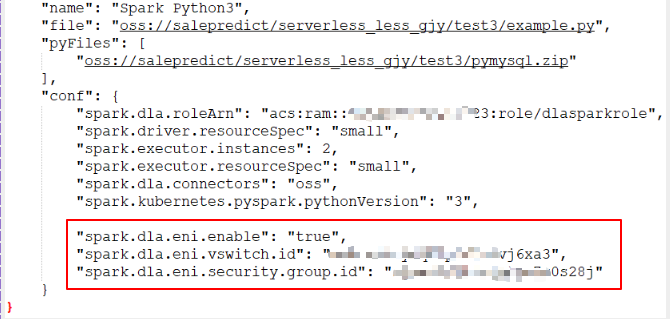 "name": "Spark Python3",
"file": "oss://salepredict/serverless_less_gjy/test3/example.py",
"pyFiles": [
"oss://salepredict/serverless_less_gjy/test3/pymysql.zip"
],
"conf": {
"spark.dla.roleArn": "acs:ram:: 23:role/dlasparkrole",
"spark.driver.resourceSpec": "small",
"spark.executor.instances": 2,
"spark.executor.resourceSpec": "small",
"spark.dla.connectors": "oss",
"spark.kubernetes.pyspark.pythonVersion": "3",
"spark.dla.eni.enable": "true",
"spark.dla.eni.vswitch.id": " vj6xa3",
"spark.dla.eni.security.group.id": " 0s28j"
}
}